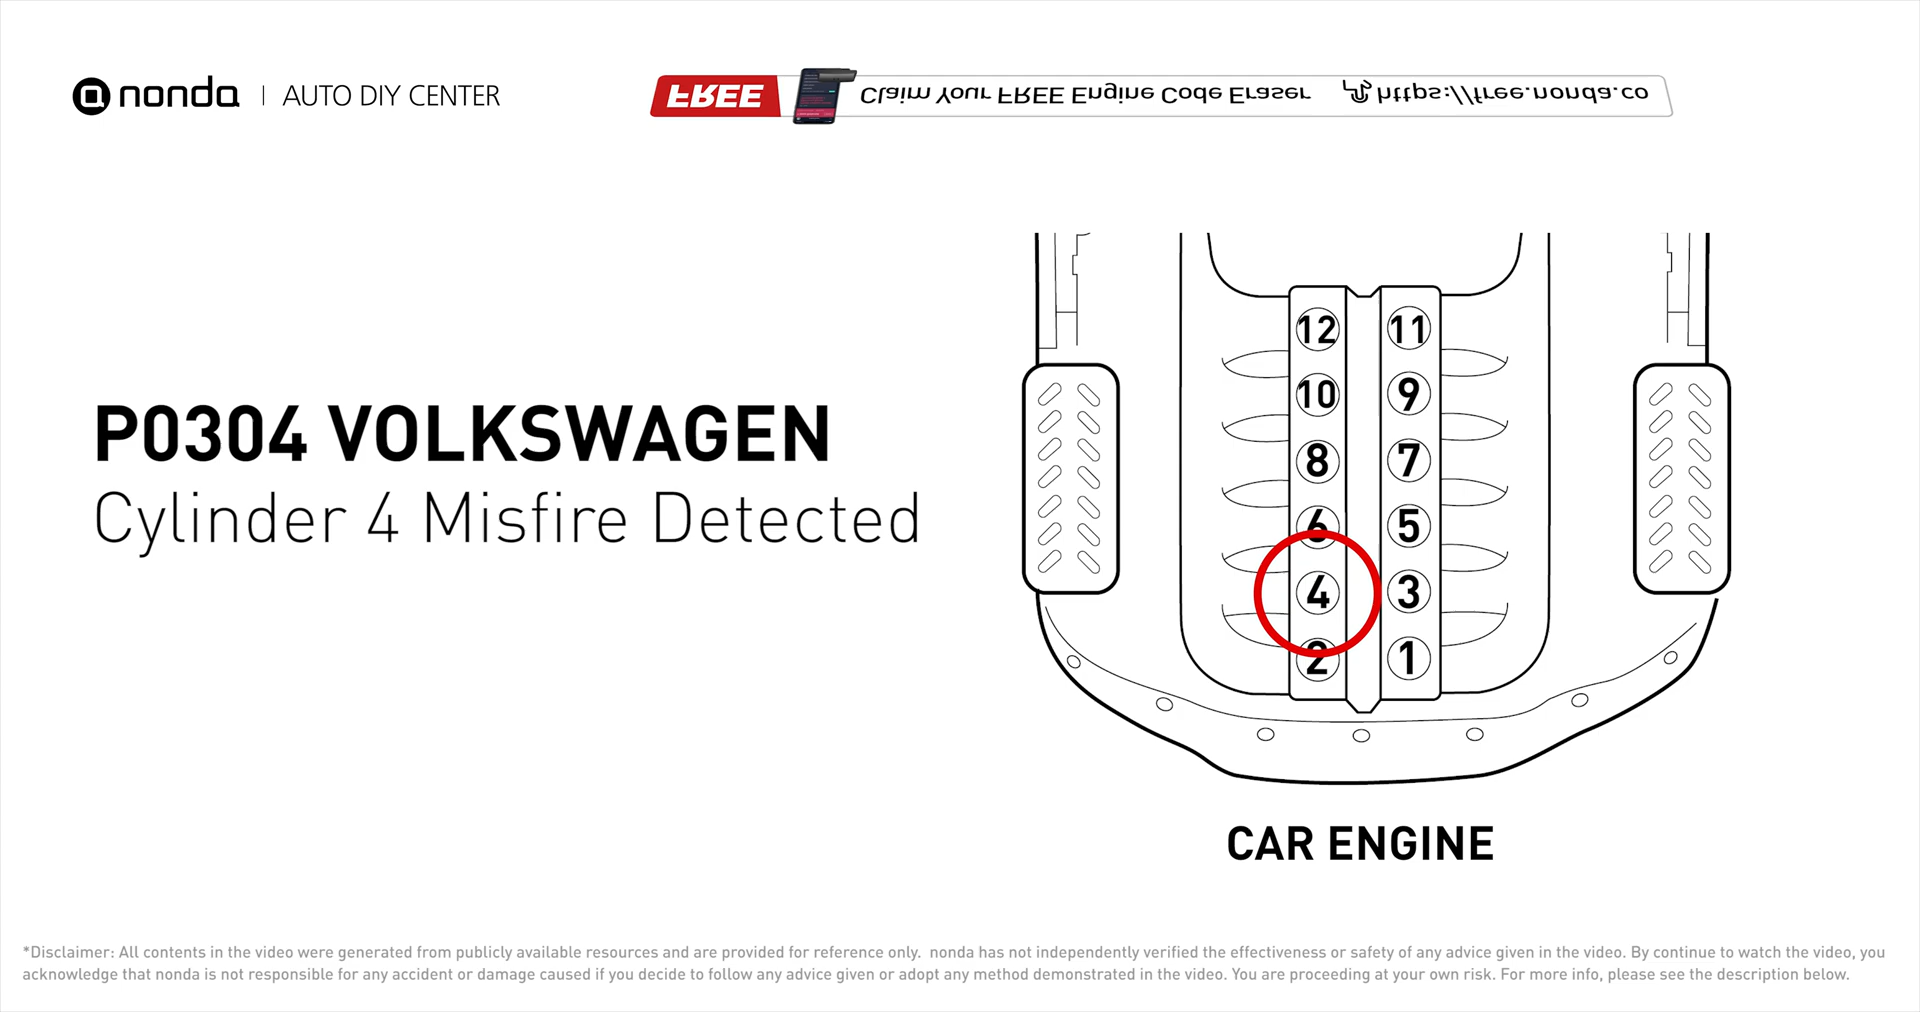 nonda | AUTO DIY CENTER
FREE Claim Your FREE Engine Code Eraser https://free.nonda.co
P0304 VOLKSWAGEN
Cylinder 4 Misfire Detected
12 11
10 9
8 7
6 5
4 3
2 1
CAR ENGINE
*Disclaimer: All contents in the video were generated from publicly available resources and are provided for reference only. nonda has not independently verified the effectiveness or safety of any advice given in the video. By continue to watch the video, you
acknowledge that nonda is not responsible for any accident or damage caused if you decide to follow any advice given or adopt any method demonstrated in the video. You are proceeding at your own risk. For more info, please see the description below.